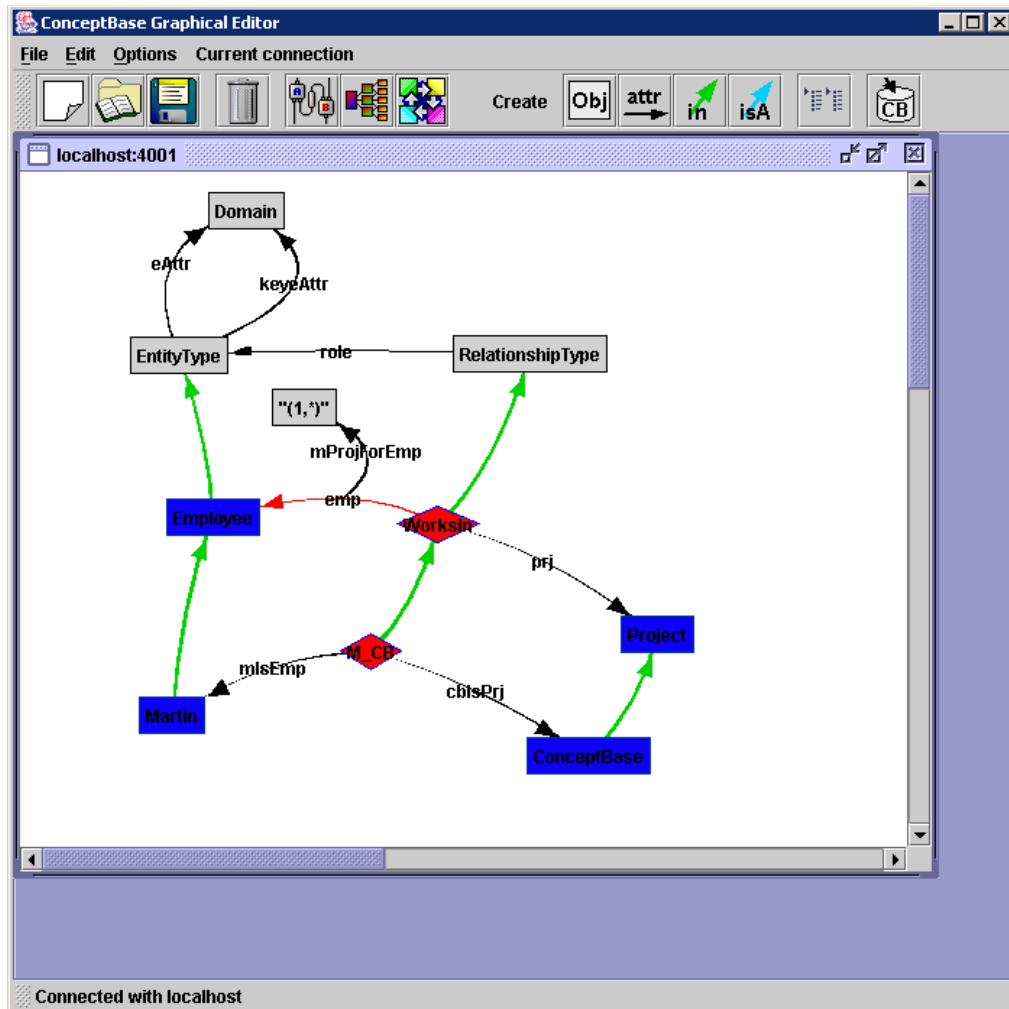 ConceptBase Graphical Editor
File Edit Options Current connection
A B Create Obj attr in isA CB
localhost:4001
Domain
eAttr
keyeAttr
EntityType
role
RelationshipType
"(1,*)"
mProjForEmp
emp
Employee
WorksIn
prj
Project
M_CB
mIsEmp
cbIsPrj
Martin
ConceptBase
Connected with localhost